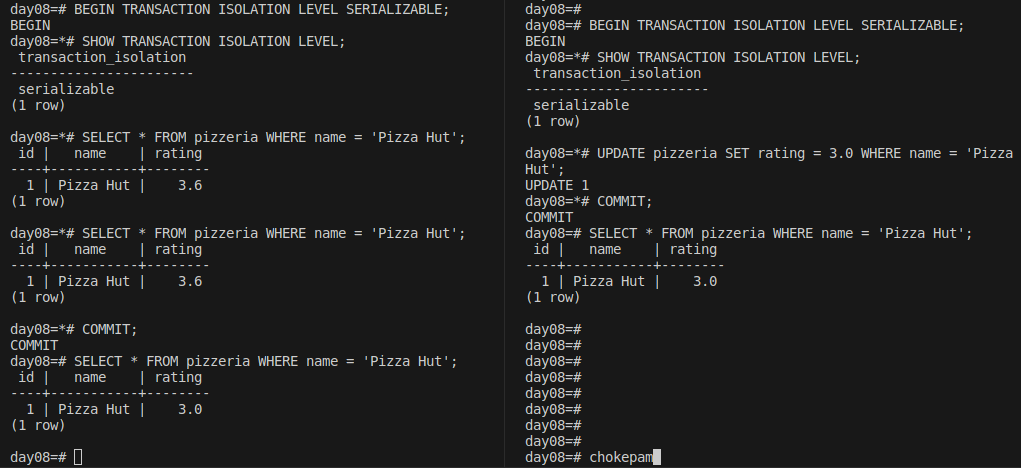 day08=# BEGIN TRANSACTION ISOLATION LEVEL SERIALIZABLE;
BEGIN
day08=*# SHOW TRANSACTION ISOLATION LEVEL;
 transaction_isolation
-----------------------
 serializable
(1 row)

day08=*# SELECT * FROM pizzeria WHERE name = 'Pizza Hut';
 id |   name    | rating
----+-----------+--------
  1 | Pizza Hut |    3.6
(1 row)

day08=*# SELECT * FROM pizzeria WHERE name = 'Pizza Hut';
 id |   name    | rating
----+-----------+--------
  1 | Pizza Hut |    3.6
(1 row)

day08=*# COMMIT;
COMMIT
day08=# SELECT * FROM pizzeria WHERE name = 'Pizza Hut';
 id |   name    | rating
----+-----------+--------
  1 | Pizza Hut |    3.0
(1 row)

day08=#
day08=#
day08=# BEGIN TRANSACTION ISOLATION LEVEL SERIALIZABLE;
BEGIN
day08=*# SHOW TRANSACTION ISOLATION LEVEL;
 transaction_isolation
-----------------------
 serializable
(1 row)

day08=*# UPDATE pizzeria SET rating = 3.0 WHERE name = 'Pizza
Hut';
UPDATE 1
day08=*# COMMIT;
COMMIT
day08=# SELECT * FROM pizzeria WHERE name = 'Pizza Hut';
 id |   name    | rating
----+-----------+--------
  1 | Pizza Hut |    3.0
(1 row)

day08=#
day08=#
day08=#
day08=#
day08=#
day08=#
day08=#
day08=#
day08=# chokepam